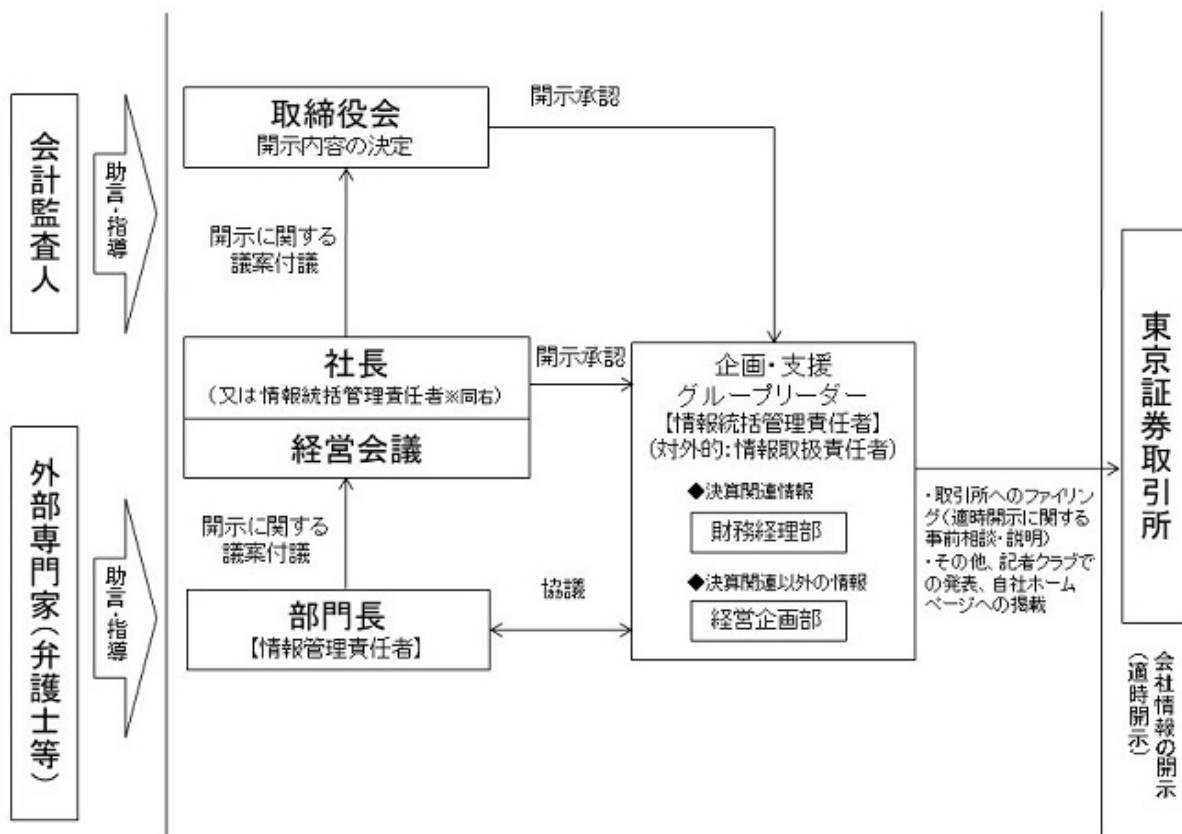 会計監査人
助言・指導
外部専門家（弁護士等）
助言・指導
取締役会
開示内容の決定
開示承認
開示に関する
議案付議
社長
（又は情報統括管理責任者※同右）
経営会議
開示承認
開示に関する
議案付議
部門長
【情報管理責任者】
協議
企画・支援
グループリーダー
【情報統括管理責任者】
（対外的：情報取扱責任者）
◆決算関連情報
財務経理部
◆決算関連以外の情報
経営企画部
・取引所へのファイリン
グ（適時開示に関する
事前相談・説明）
・その他、記者クラブで
の発表、自社ホーム
ページへの掲載
東京証券取引所
会社情報の開示
（適時開示）